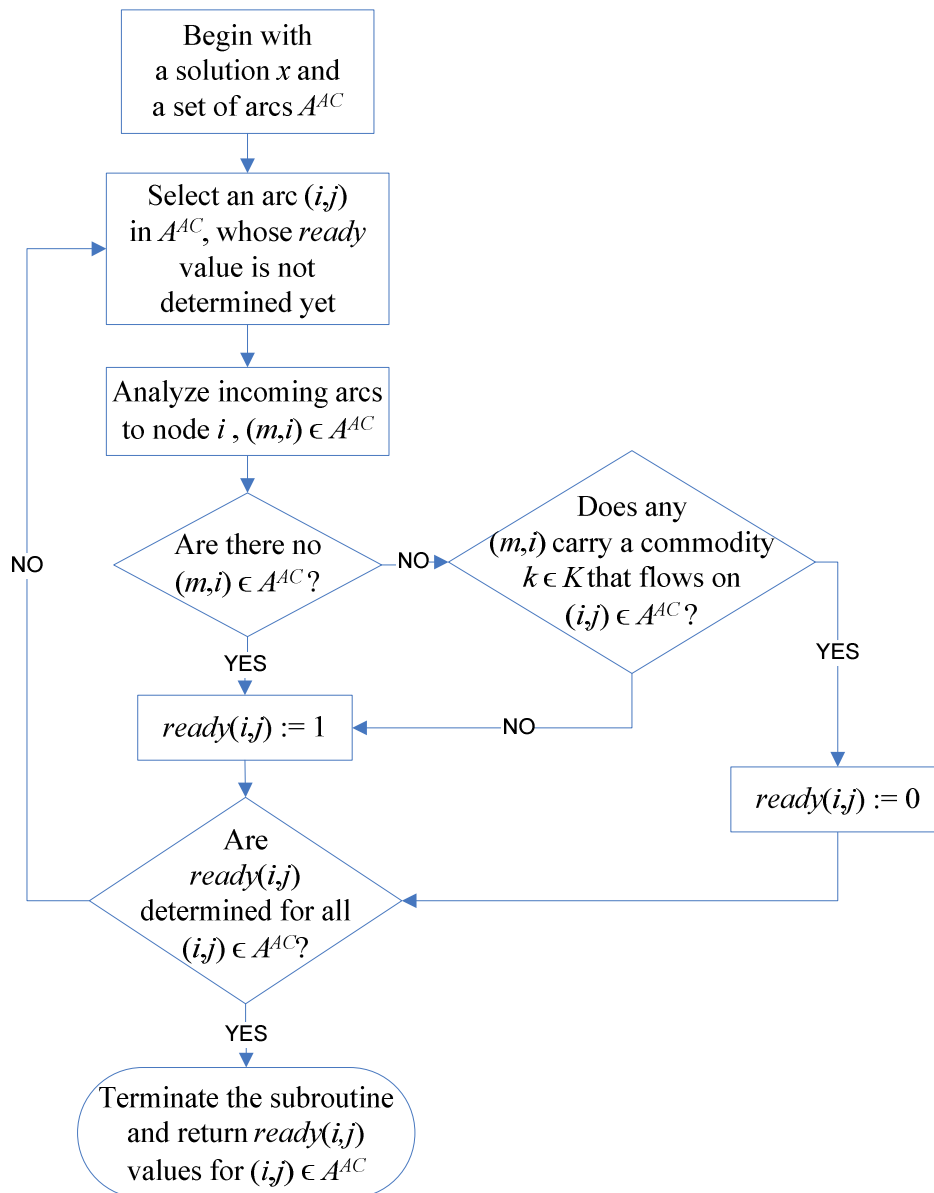 Begin with
a solution x and
a set of arcs A^AC
Select an arc (i,j)
in A^AC, whose ready
value is not
determined yet
Analyze incoming arcs
to node i , (m,i) ϵ A^AC
Are there no
(m,i) ϵ A^AC ?
NO
Does any
(m,i) carry a commodity
k ϵ K that flows on
(i,j) ϵ A^AC ?
NO
YES
YES
ready(i,j) := 1
NO
ready(i,j) := 0
Are
ready(i,j)
determined for all
(i,j) ϵ A^AC?
YES
Terminate the subroutine
and return ready(i,j)
values for (i,j) ϵ A^AC